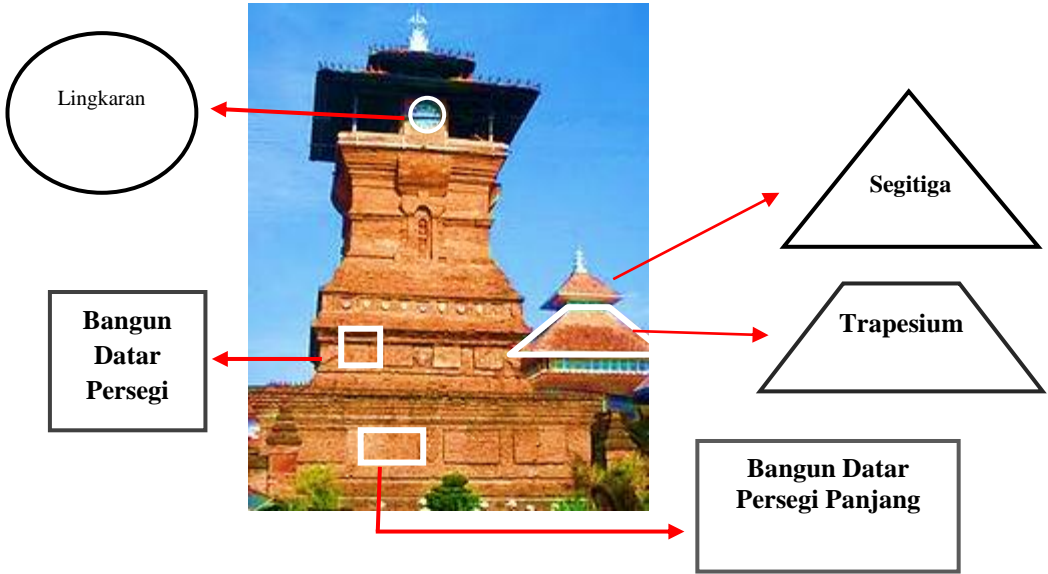 Lingkaran
Segitiga
Bangun
Datar
Persegi
Trapesium
Bangun Datar
Persegi Panjang